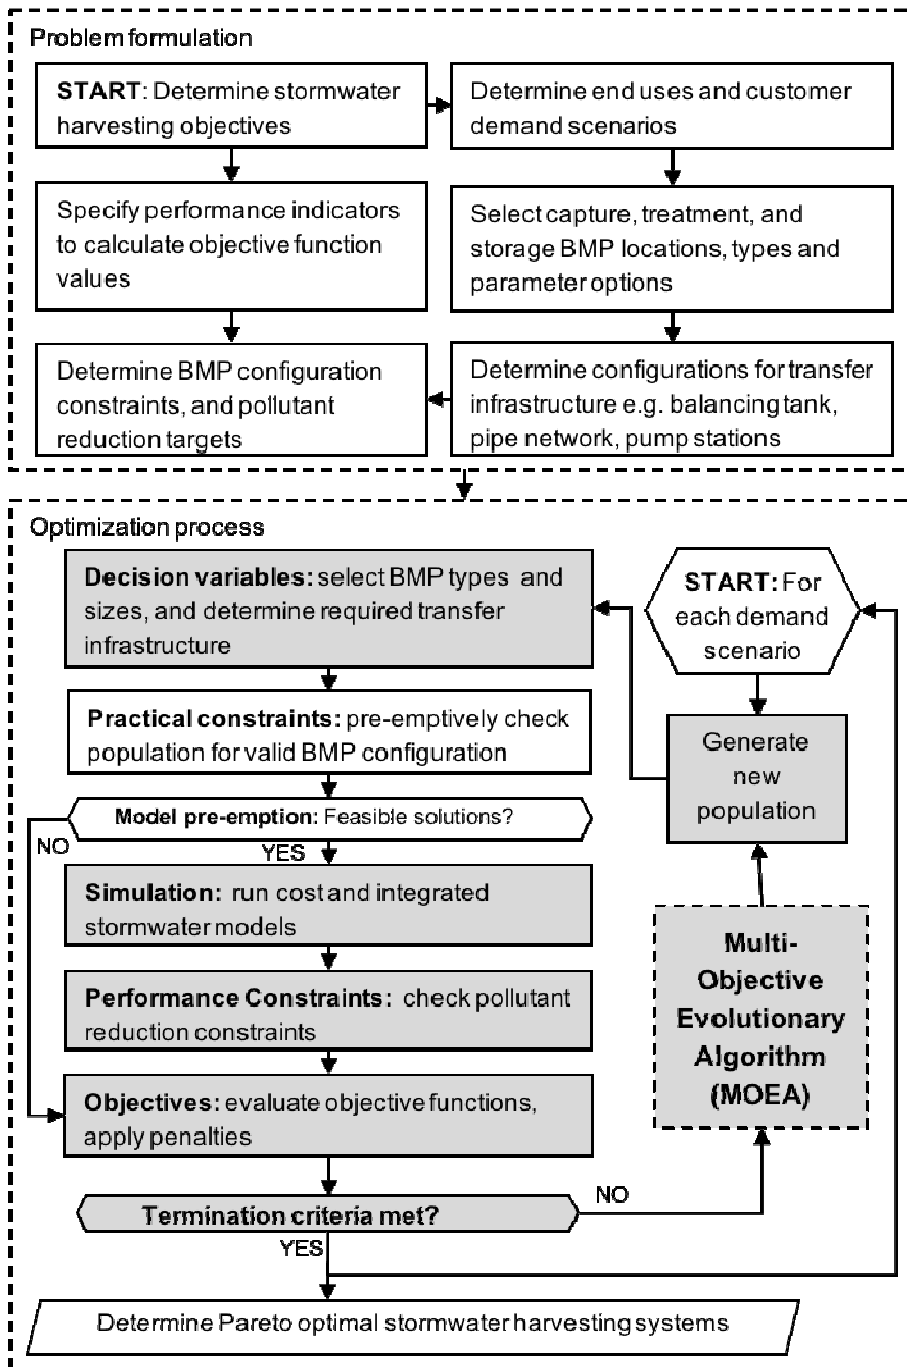 Problem formulation
START: Determine stormwater
harvesting objectives
Determine end uses and customer
demand scenarios
Specify performance indicators
to calculate objective function
values
Select capture, treatment, and
storage BMP locations, types and
parameter options
Determine BMP configuration
constraints, and pollutant
reduction targets
Determine configurations for transfer
infrastructure e.g. balancing tank,
pipe network, pump stations
Optimization process
Decision variables: select BMP types and
sizes, and determine required transfer
infrastructure
START: For
each demand
scenario
Practical constraints: pre-emptively check
population for valid BMP configuration
Generate
new
population
Model pre-emption: Feasible solutions?
NO
YES
Simulation: run cost and integrated
stormwater models
Performance Constraints: check pollutant
reduction constraints
Multi-
Objective
Evolutionary
Algorithm
(MOEA)
Objectives: evaluate objective functions,
apply penalties
Termination criteria met?
NO
YES
Determine Pareto optimal stormwater harvesting systems